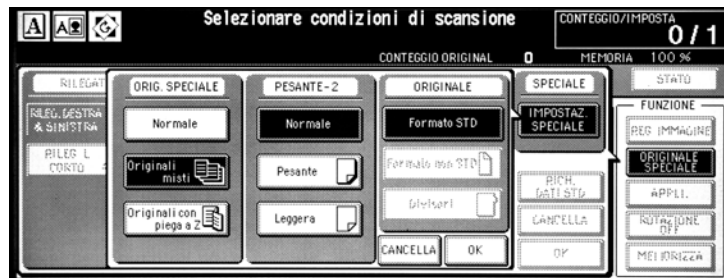 A A
Selezionare condizioni di scansione
CONTEGGIO/IMPOSTA
0/1
CONTEGGIO ORIGINAL 0 MEMORIA 100 %
RILEGAT
RILEG.DESTRA
& SINISTRA
RILEG L
CORTO
ORIG. SPECIALE
Normale
Originali
misti
Originali con
piega a Z
PESANTE-2
Normale
Pesante
Leggera
ORIGINALE
Formato STD
Formato non STD
Divisori
CANCELLA OK
SPECIALE
IMPOSTAZ.
SPECIALE
RICH.
DATI STD
CANCELLA
OK
STATO
FUNZIONE
REG IMMAGINE
ORIGINALE
SPECIALE
APPLI.
ROTAZIONE
OFF
MEMORIZZA